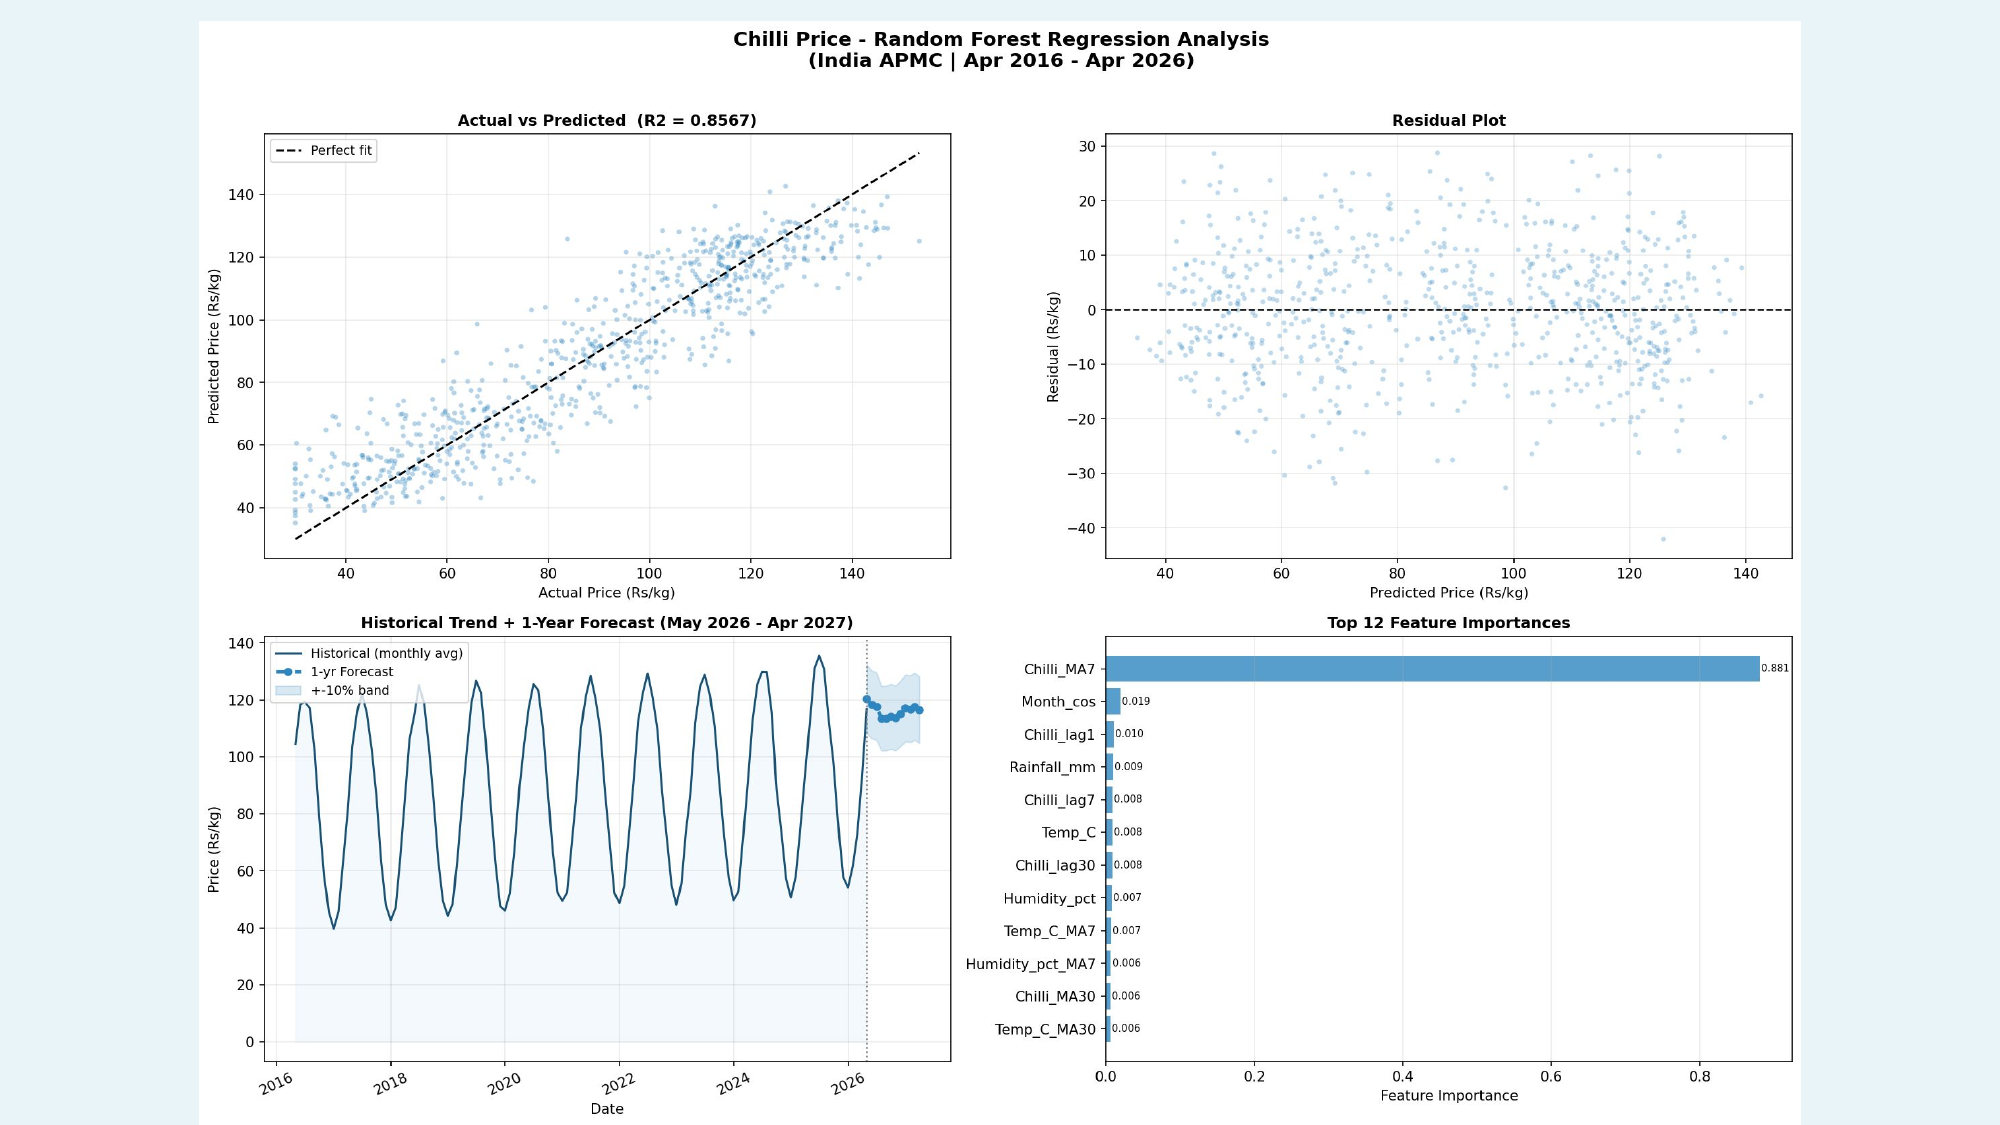 Chilli Price - Random Forest Regression Analysis
(India APMC | Apr 2016 - Apr 2026)
Actual vs Predicted  (R2 = 0.8567)
Perfect fit
Predicted Price (Rs/kg)
140
120
100
80
60
40
40 60 80 100 120 140
Actual Price (Rs/kg)
Residual Plot
Residual (Rs/kg)
30
20
10
0
−10
−20
−30
−40
40 60 80 100 120 140
Predicted Price (Rs/kg)
Historical Trend + 1-Year Forecast (May 2026 - Apr 2027)
Historical (monthly avg)
1-yr Forecast
+-10% band
Price (Rs/kg)
140
120
100
80
60
40
20
0
2016 2018 2020 2022 2024 2026
Date
Top 12 Feature Importances
Chilli_MA7 0.881
Month_cos 0.019
Chilli_lag1 0.010
Rainfall_mm 0.009
Chilli_lag7 0.008
Temp_C 0.008
Chilli_lag30 0.008
Humidity_pct 0.007
Temp_C_MA7 0.007
Humidity_pct_MA7 0.006
Chilli_MA30 0.006
Temp_C_MA30 0.006
0.0 0.2 0.4 0.6 0.8
Feature Importance